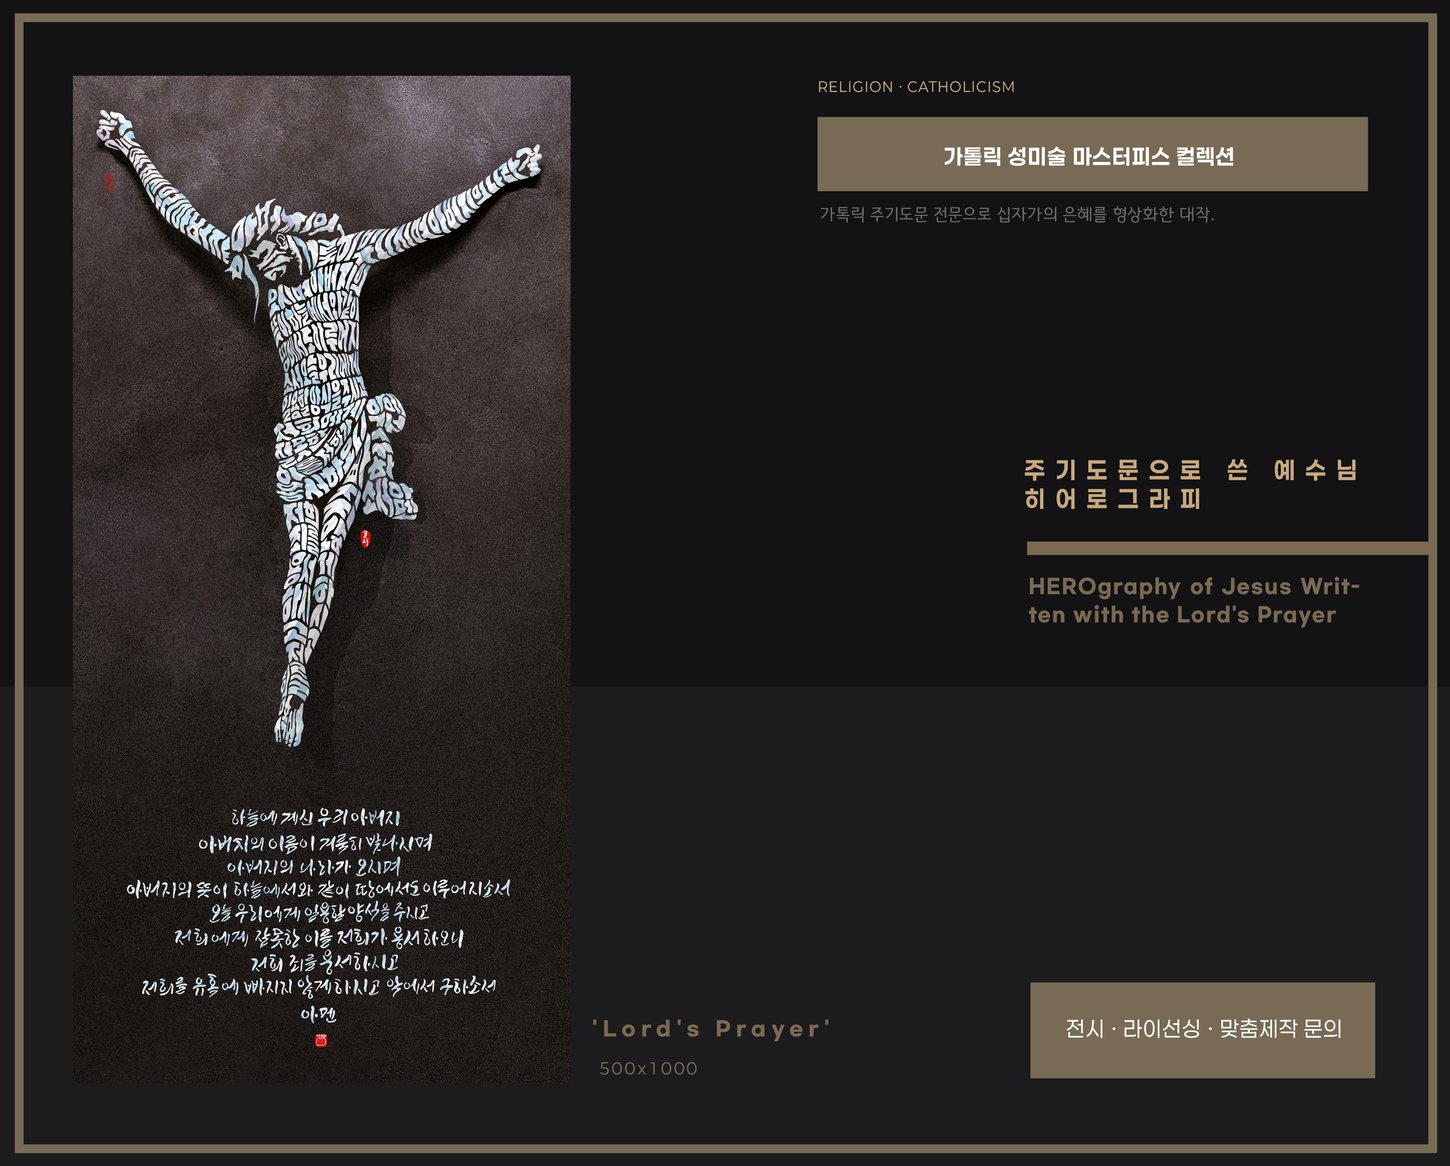 RELIGION · CATHOLICISM
가톨릭 성미술 마스터피스 컬렉션
가톡릭 주기도문 전문으로 십자가의 은혜를 형상화한 대작.
주기도문으로 쓴 예수님
히어로그라피
HEROgraphy of Jesus Writ-
ten with the Lord's Prayer
하늘에 계신 우리 아버지
아버지의 이름이 거룩히 빛나시며
아버지의 나라가 오시며
아버지의 뜻이 하늘에서와 같이 땅에서도 이루어지소서
오늘 우리에게 일용할 양식을 주시고
저희에게 잘못한 이를 저희가 용서하오니
저희 죄를 용서하시고
저희를 유혹에 빠지지 않게 하시고 악에서 구하소서
아멘
'Lord's Prayer'
500x1000
전시 · 라이선싱 · 맞춤제작 문의